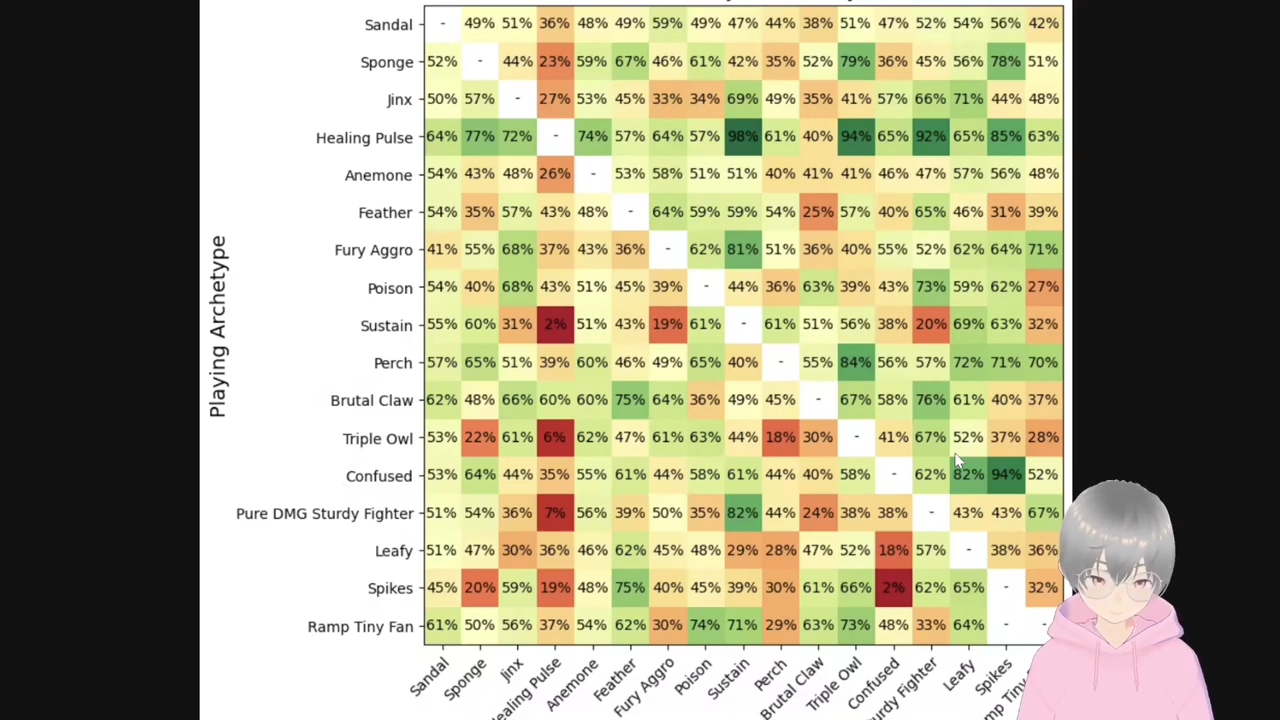 Sandal - 49% 51% 36% 48% 49% 59% 49% 47% 44% 38% 51% 47% 52% 54% 56% 42%
Sponge 52% - 44% 23% 59% 67% 46% 61% 42% 35% 52% 79% 36% 45% 56% 78% 51%
Jinx 50% 57% - 27% 53% 45% 33% 34% 69% 49% 35% 41% 57% 66% 71% 44% 48%
Healing Pulse 64% 77% 72% - 74% 57% 64% 57% 98% 61% 40% 94% 65% 92% 65% 85% 63%
Anemone 54% 43% 48% 26% - 53% 58% 51% 51% 40% 41% 41% 46% 47% 57% 56% 48%
Feather 54% 35% 57% 43% 48% - 64% 59% 59% 54% 25% 57% 40% 65% 46% 31% 39%
Fury Aggro 41% 55% 68% 37% 43% 36% - 62% 81% 51% 36% 40% 55% 52% 62% 64% 71%
Poison 54% 40% 68% 43% 51% 45% 39% - 44% 36% 63% 39% 43% 73% 59% 62% 27%
Sustain 55% 60% 31% 2% 51% 43% 19% 61% - 61% 51% 56% 38% 20% 69% 63% 32%
Perch 57% 65% 51% 39% 60% 46% 49% 65% 40% - 55% 84% 56% 57% 72% 71% 70%
Brutal Claw 62% 48% 66% 60% 60% 75% 64% 36% 49% 45% - 67% 58% 76% 61% 40% 37%
Triple Owl 53% 22% 61% 6% 62% 47% 61% 63% 44% 18% 30% - 41% 67% 52% 37% 28%
Confused 53% 64% 44% 35% 55% 61% 44% 58% 61% 44% 40% 58% - 62% 82% 94% 52%
Pure DMG Sturdy Fighter 51% 54% 36% 7% 56% 39% 50% 35% 82% 44% 24% 38% 38% - 43% 43% 67%
Leafy 51% 47% 30% 36% 46% 62% 45% 48% 29% 28% 47% 52% 18% 57% - 38% 36%
Spikes 45% 20% 59% 19% 48% 75% 40% 45% 39% 30% 61% 66% 2% 62% 65% - 32%
Ramp Tiny Fan 61% 50% 56% 37% 54% 62% 30% 74% 71% 29% 63% 73% 48% 33% 64% - -
Playing Archetype
Sandal Sponge Jinx ealing Pulse Anemone Feather Fury Aggro Poison Sustain Perch Brutal Claw Triple Owl Confused urdy Fighter Leafy Spikes mp Tiny